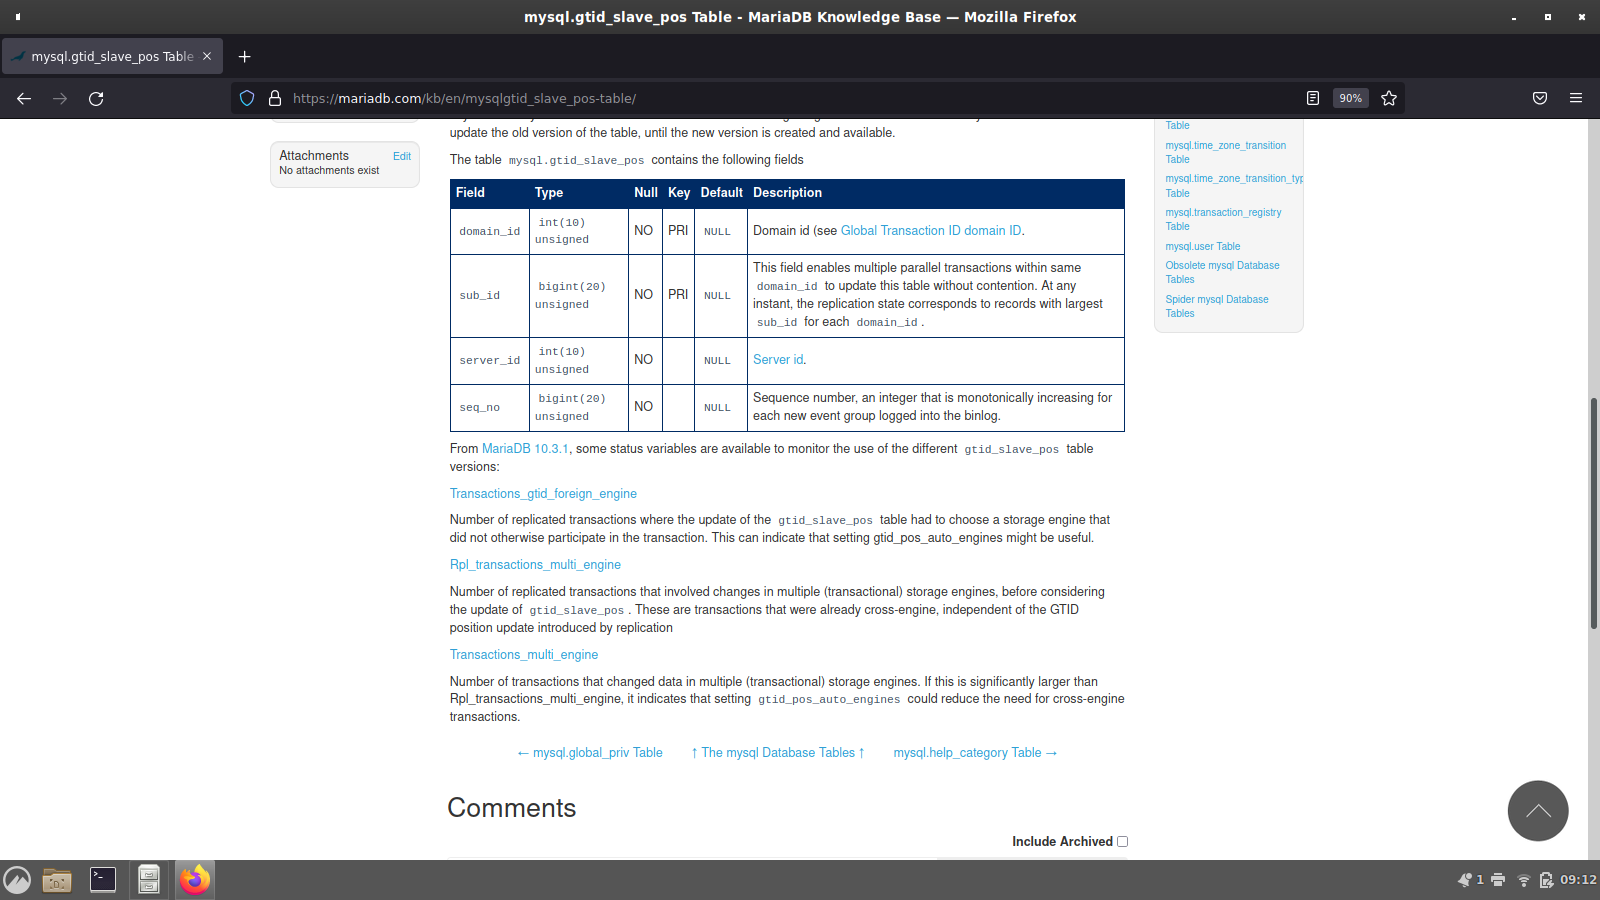 mysql.gtid_slave_pos Table - MariaDB Knowledge Base — Mozilla Firefox
mysql.gtid_slave_pos Table
https://mariadb.com/kb/en/mysqlgtid_slave_pos-table/
90%
Attachments Edit
No attachments exist
update the old version of the table, until the new version is created and available.
The table mysql.gtid_slave_pos contains the following fields
Field Type Null Key Default Description
domain_id int(10) unsigned NO PRI NULL Domain id (see Global Transaction ID domain ID.
sub_id bigint(20) unsigned NO PRI NULL This field enables multiple parallel transactions within same
domain_id to update this table without contention. At any
instant, the replication state corresponds to records with largest
sub_id for each domain_id.
server_id int(10) unsigned NO NULL Server id.
seq_no bigint(20) unsigned NO NULL Sequence number, an integer that is monotonically increasing for
each new event group logged into the binlog.
From MariaDB 10.3.1, some status variables are available to monitor the use of the different gtid_slave_pos table
versions:
Transactions_gtid_foreign_engine
Number of replicated transactions where the update of the gtid_slave_pos table had to choose a storage engine that
did not otherwise participate in the transaction. This can indicate that setting gtid_pos_auto_engines might be useful.
Rpl_transactions_multi_engine
Number of replicated transactions that involved changes in multiple (transactional) storage engines, before considering
the update of gtid_slave_pos. These are transactions that were already cross-engine, independent of the GTID
position update introduced by replication
Transactions_multi_engine
Number of transactions that changed data in multiple (transactional) storage engines. If this is significantly larger than
Rpl_transactions_multi_engine, it indicates that setting gtid_pos_auto_engines could reduce the need for cross-engine
transactions.
← mysql.global_priv Table ↑ The mysql Database Tables ↑ mysql.help_category Table →
Comments
Include Archived
Table
mysql.time_zone_transition
Table
mysql.time_zone_transition_typ
Table
mysql.transaction_registry
Table
mysql.user Table
Obsolete mysql Database
Tables
Spider mysql Database
Tables
1 09:12